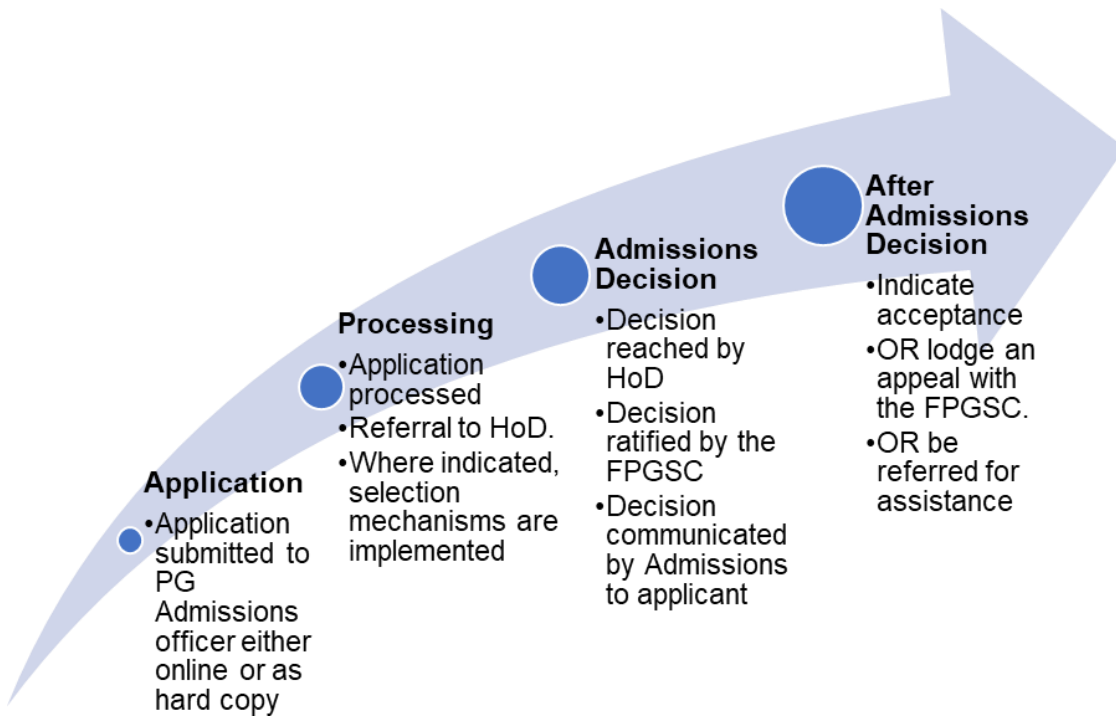 Application
•Application
submitted to
PG
Admissions
officer either
online or as
hard copy
Processing
•Application
processed
•Referral to HoD.
•Where indicated,
selection
mechanisms are
implemented
Admissions
Decision
•Decision
reached by
HoD
•Decision
ratified by the
FPGSC
•Decision
communicated
by Admissions
to applicant
After
Admissions
Decision
•Indicate
acceptance
•OR lodge an
appeal with
the FPGSC.
•OR be
referred for
assistance